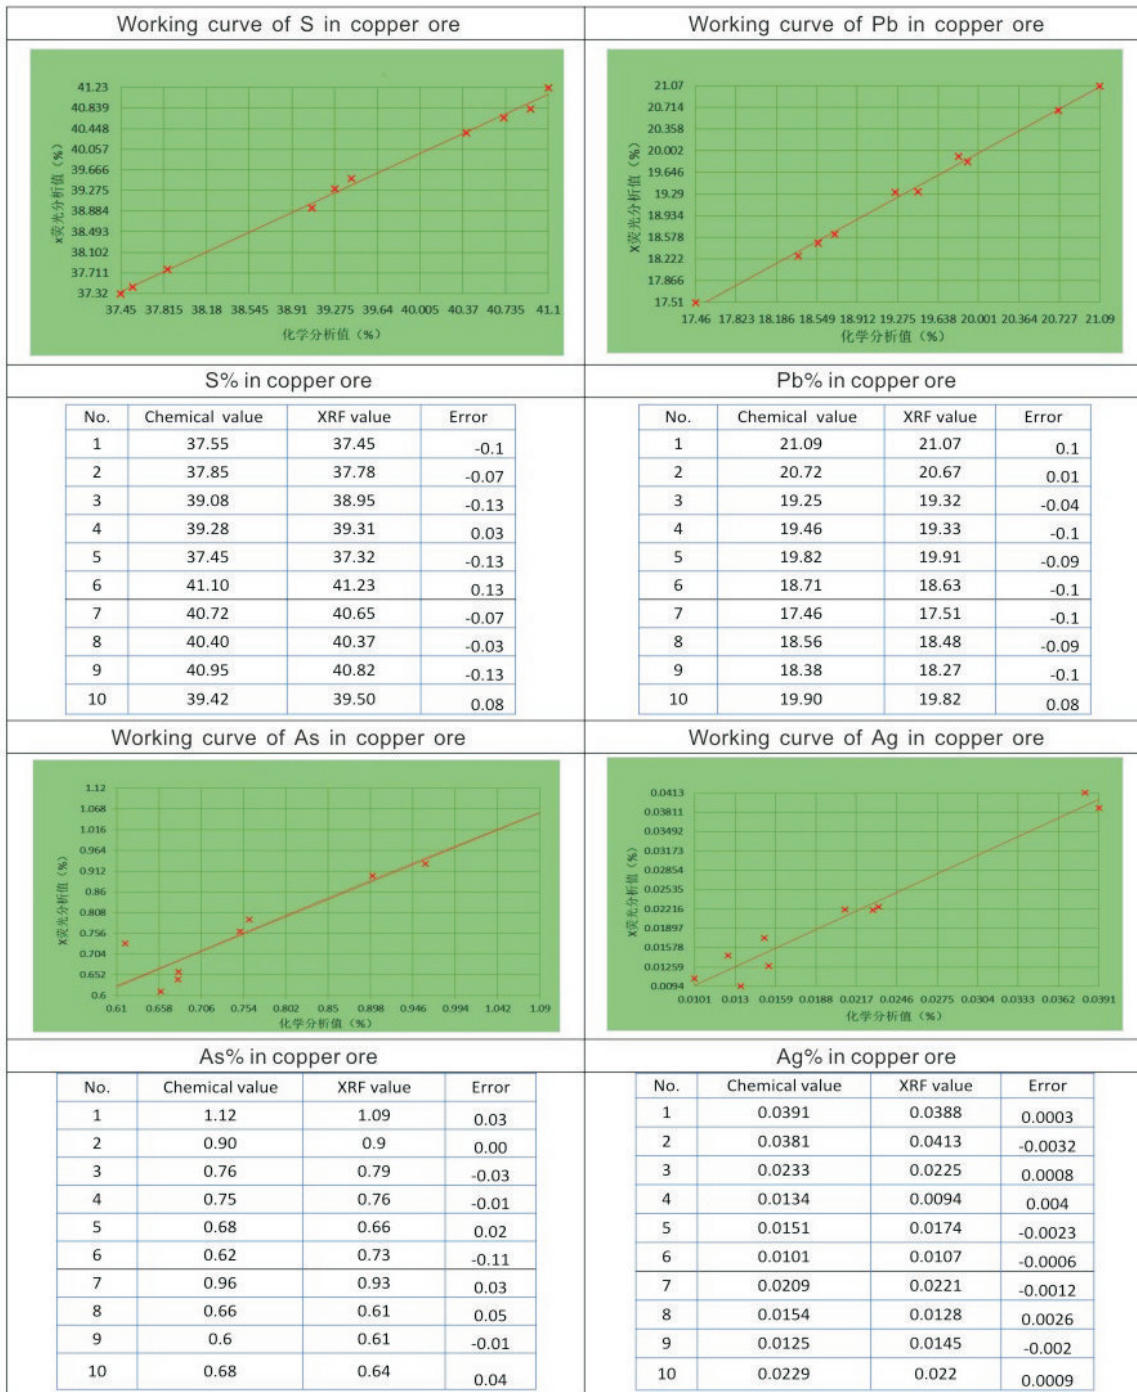 Working curve of S in copper ore
Working curve of Pb in copper ore
41.23
40.839
40.448
40.057
39.666
39.275
38.884
38.493
38.102
37.711
37.32
X荧光分析值（%）
37.45 37.815 38.18 38.545 38.91 39.275 39.64 40.005 40.37 40.735 41.1
化学分析值（%）
21.07
20.714
20.358
20.002
19.646
19.29
18.934
18.578
18.222
17.866
17.51
X荧光分析值（%）
17.46 17.823 18.186 18.549 18.912 19.275 19.638 20.001 20.364 20.727 21.09
化学分析值（%）
S% in copper ore
No. Chemical value XRF value Error
1 37.55 37.45 -0.1
2 37.85 37.78 -0.07
3 39.08 38.95 -0.13
4 39.28 39.31 0.03
5 37.45 37.32 -0.13
6 41.10 41.23 0.13
7 40.72 40.65 -0.07
8 40.40 40.37 -0.03
9 40.95 40.82 -0.13
10 39.42 39.50 0.08
Pb% in copper ore
No. Chemical value XRF value Error
1 21.09 21.07 0.1
2 20.72 20.67 0.01
3 19.25 19.32 -0.04
4 19.46 19.33 -0.1
5 19.82 19.91 -0.09
6 18.71 18.63 -0.1
7 17.46 17.51 -0.1
8 18.56 18.48 -0.09
9 18.38 18.27 -0.1
10 19.90 19.82 0.08
Working curve of As in copper ore
Working curve of Ag in copper ore
1.12
1.068
1.016
0.964
0.912
0.86
0.808
0.756
0.704
0.652
0.6
X荧光分析值（%）
0.61 0.658 0.706 0.754 0.802 0.85 0.898 0.946 0.994 1.042 1.09
化学分析值（%）
0.0413
0.03811
0.03492
0.03173
0.02854
0.02535
0.02216
0.01897
0.01578
0.01259
0.0094
X荧光分析值（%）
0.0101 0.013 0.0159 0.0188 0.0217 0.0246 0.0275 0.0304 0.0333 0.0362 0.0391
化学分析值（%）
As% in copper ore
No. Chemical value XRF value Error
1 1.12 1.09 0.03
2 0.90 0.9 0.00
3 0.76 0.79 -0.03
4 0.75 0.76 -0.01
5 0.68 0.66 0.02
6 0.62 0.73 -0.11
7 0.96 0.93 0.03
8 0.66 0.61 0.05
9 0.6 0.61 -0.01
10 0.68 0.64 0.04
Ag% in copper ore
No. Chemical value XRF value Error
1 0.0391 0.0388 0.0003
2 0.0381 0.0413 -0.0032
3 0.0233 0.0225 0.0008
4 0.0134 0.0094 0.004
5 0.0151 0.0174 -0.0023
6 0.0101 0.0107 -0.0006
7 0.0209 0.0221 -0.0012
8 0.0154 0.0128 0.0026
9 0.0125 0.0145 -0.002
10 0.0229 0.022 0.0009